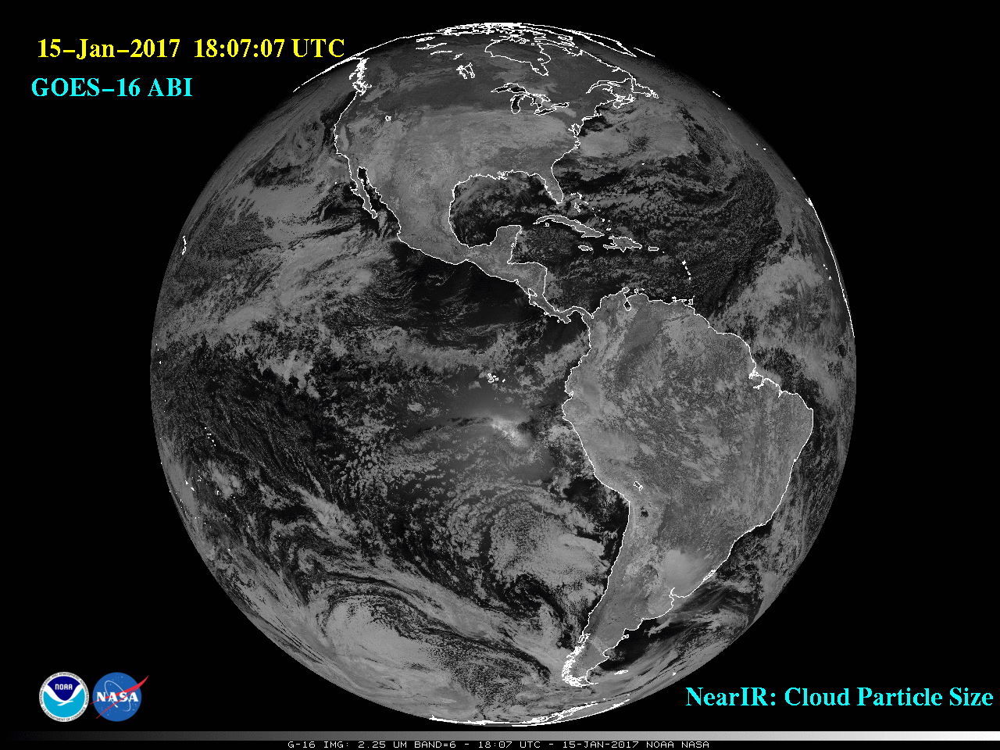 15-Jan-2017 18:07:07 UTC
GOES-16 ABI
NOAA
NASA
NearIR: Cloud Particle Size
G-16 IMG: 2.25 UM BAND=6 - 18:07 UTC - 15-JAN-2017 NOAA NASA